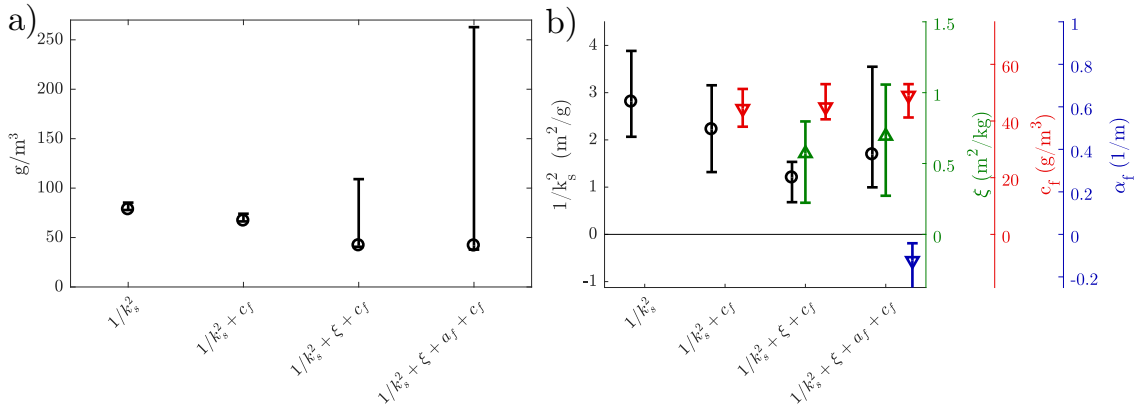 a)
g/m³
250
200
150
100
50
0
1/k_s^2
1/k_s^2 + c_f
1/k_s^2 + ξ + c_f
1/k_s^2 + ξ + a_f + c_f
b)
1/k_s^2 (m²/g)
4
3
2
1
0
-1
1/k_s^2
1/k_s^2 + c_f
1/k_s^2 + ξ + c_f
1/k_s^2 + ξ + a_f + c_f
1.5
1
0.5
0
ξ (m²/kg)
60
40
20
0
c_f (g/m³)
1
0.8
0.6
0.4
0.2
0
-0.2
α_f (1/m)